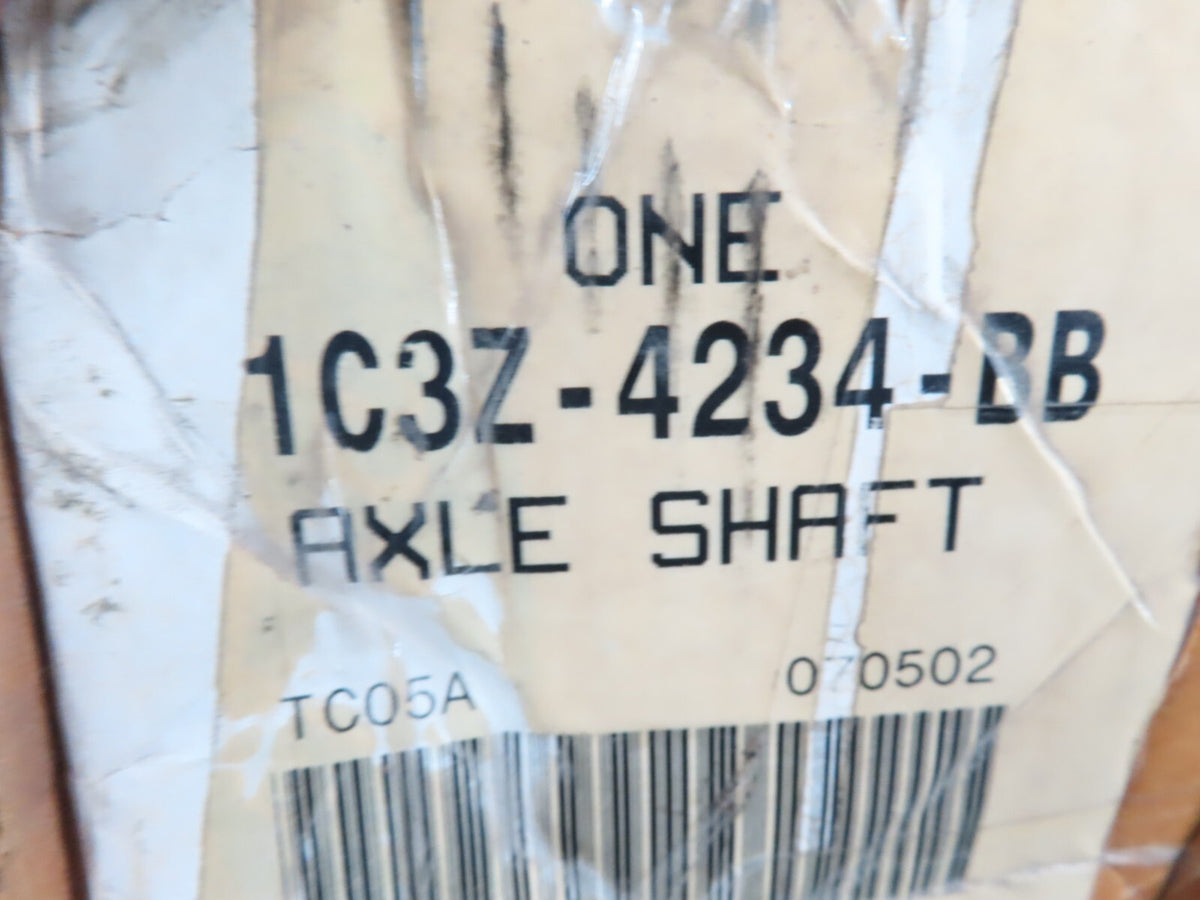 ONE
1C3Z-4234-BB
AXLE SHAFT
TC05A 070502